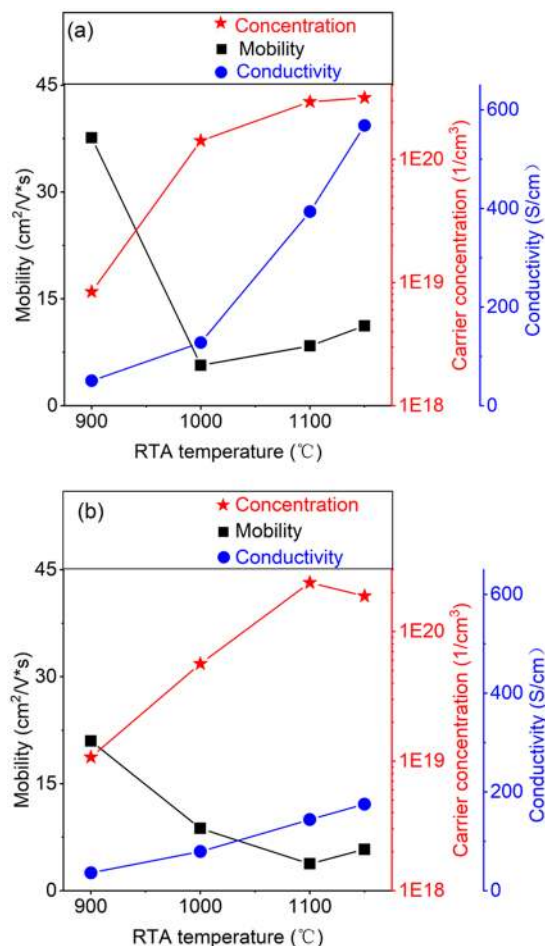 (a)
Concentration
Mobility
Conductivity
45
30
15
0
Mobility (cm²/V*s)
900
1000
1100
RTA temperature (℃)
1E20
1E19
1E18
Carrier concentration (1/cm³)
600
400
200
0
Conductivity (S/cm)
(b)
Concentration
Mobility
Conductivity
45
30
15
0
Mobility (cm²/V*s)
900
1000
1100
RTA temperature (℃)
1E20
1E19
1E18
Carrier concentration (1/cm³)
600
400
200
0
Conductivity (S/cm)